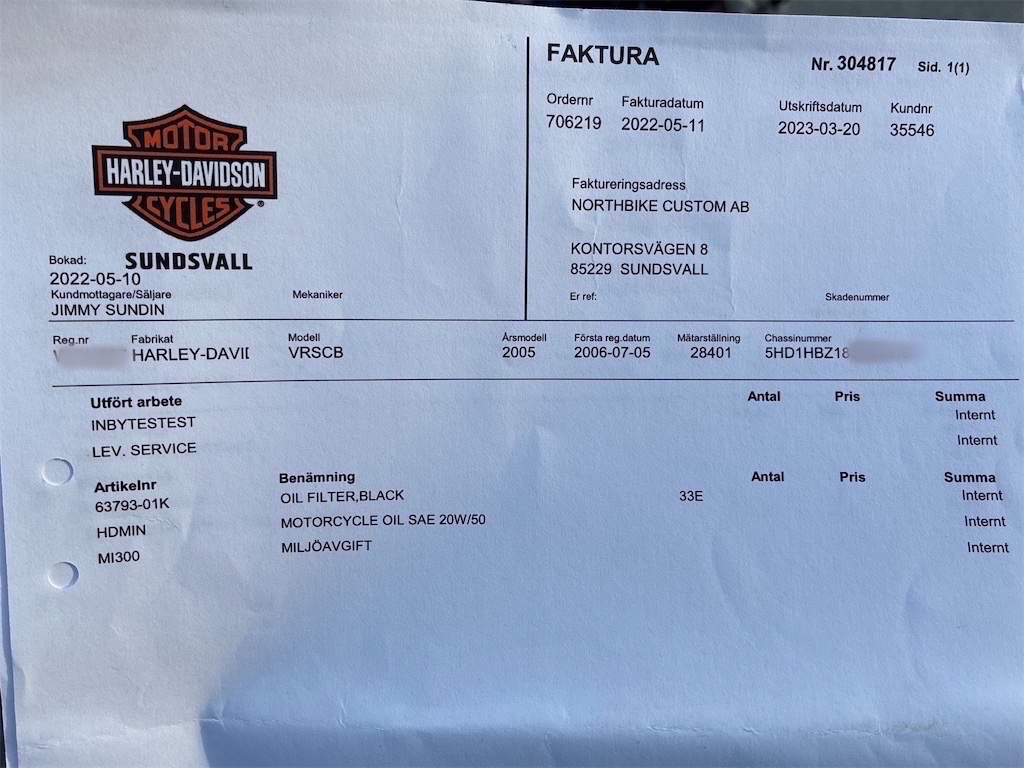 FAKTURA
Nr. 304817 Sid. 1(1)
Ordernr Fakturadatum Utskriftsdatum Kundnr
706219 2022-05-11 2023-03-20 35546
MOTOR
HARLEY-DAVIDSON
CYCLES
®
SUNDSVALL
Faktureringsadress
NORTHBIKE CUSTOM AB
KONTORSVÄGEN 8
85229 SUNDSVALL
Er ref: Skadenummer
Bokad:
2022-05-10
Kundmottagare/Säljare Mekaniker
JIMMY SUNDIN
Reg.nr Fabrikat Modell Årsmodell Första reg.datum Mätarställning Chassinummer
HARLEY-DAVI VRSCB 2005 2006-07-05 28401 5HD1HBZ18
Utfört arbete Antal Pris Summa
INBYTESTEST Internt
LEV. SERVICE Internt
Artikelnr Benämning Antal Pris Summa
63793-01K OIL FILTER,BLACK 33E Internt
HDMIN MOTORCYCLE OIL SAE 20W/50 Internt
MI300 MILJÖAVGIFT Internt